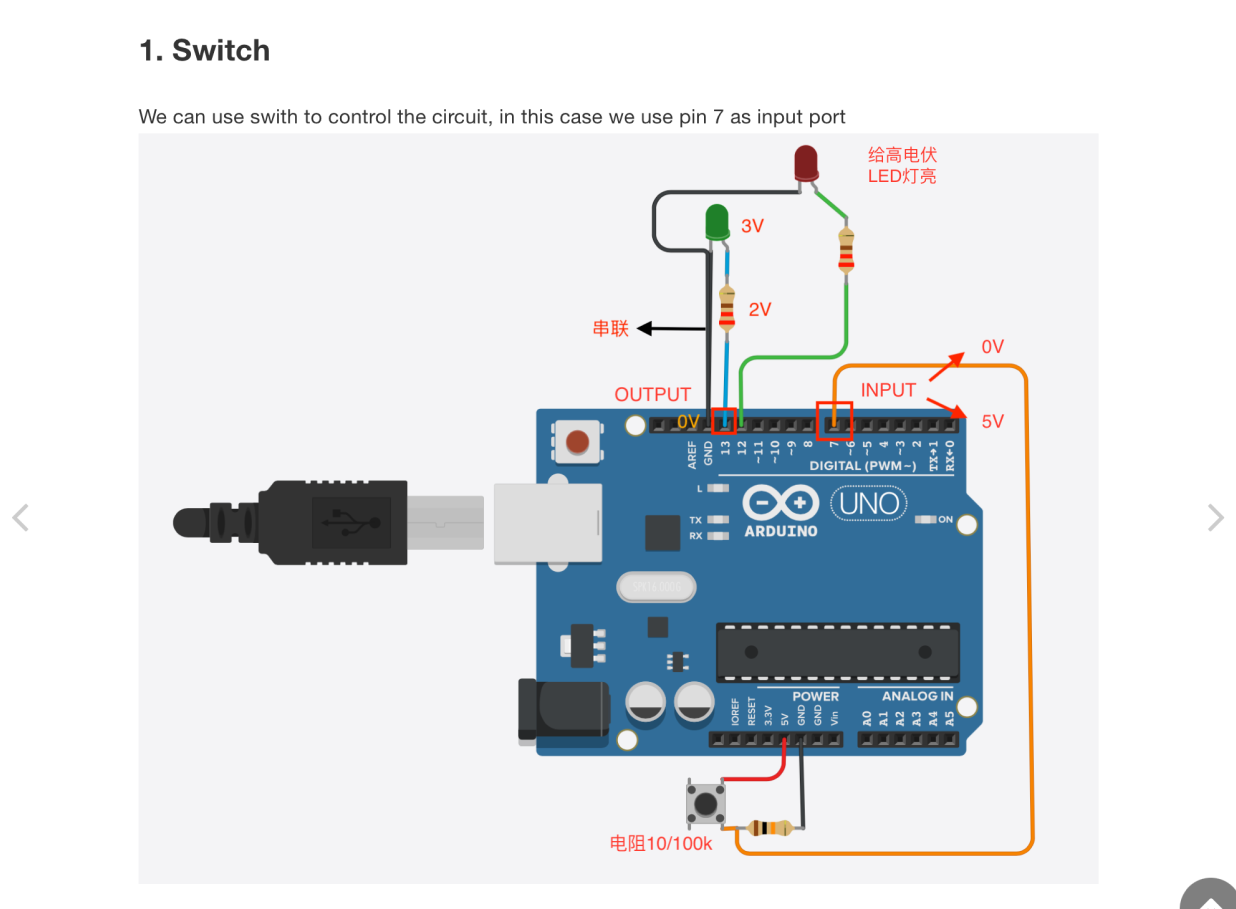 1. Switch
We can use swith to control the circuit, in this case we use pin 7 as input port
给高电伏
LED灯亮
3V
2V
串联
0V
OUTPUT
INPUT
0V
5V
AREF
GND
13
12
~11
~10
~9
8
7
~6
~5
4
~3
2
TX→1
RX←0
DIGITAL (PWM~)
L
TX
RX
ARDUINO
UNO
ON
POWER
ANALOG IN
IOREF
RESET
3.3V
5V
GND
GND
Vin
A0
A1
A2
A3
A4
A5
电阻10/100k